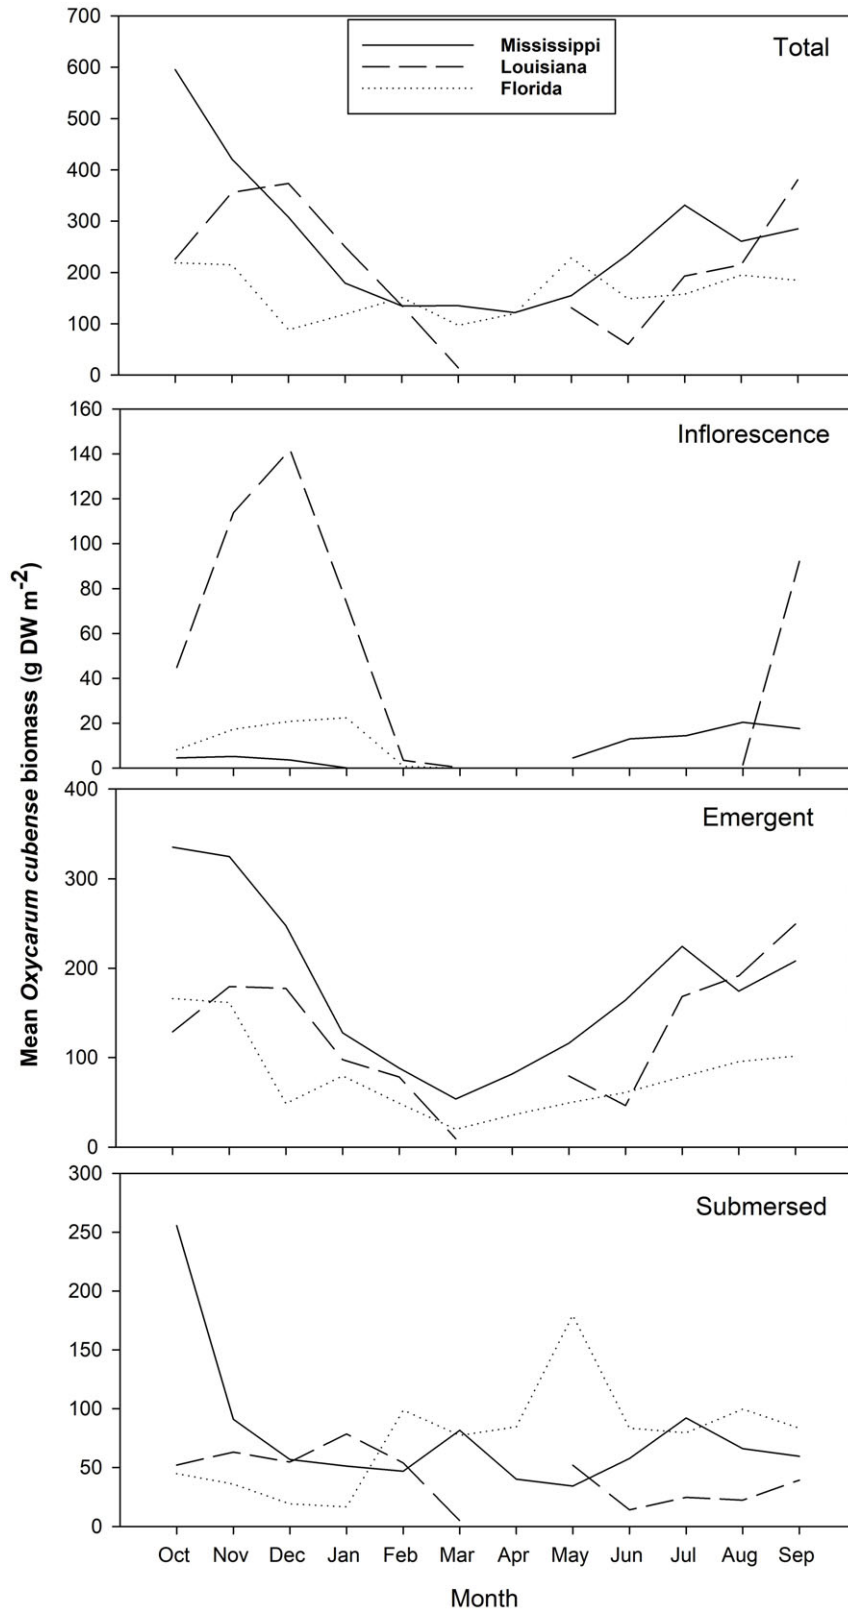 700
600
500
400
300
200
100
0
Mississippi
Louisiana
Florida
Total
160
140
120
100
80
60
40
20
0
Inflorescence
Mean Oxycarum cubense biomass (g DW m-2)
400
300
200
100
0
Emergent
300
250
200
150
100
50
0
Submersed
Oct Nov Dec Jan Feb Mar Apr May Jun Jul Aug Sep
Month